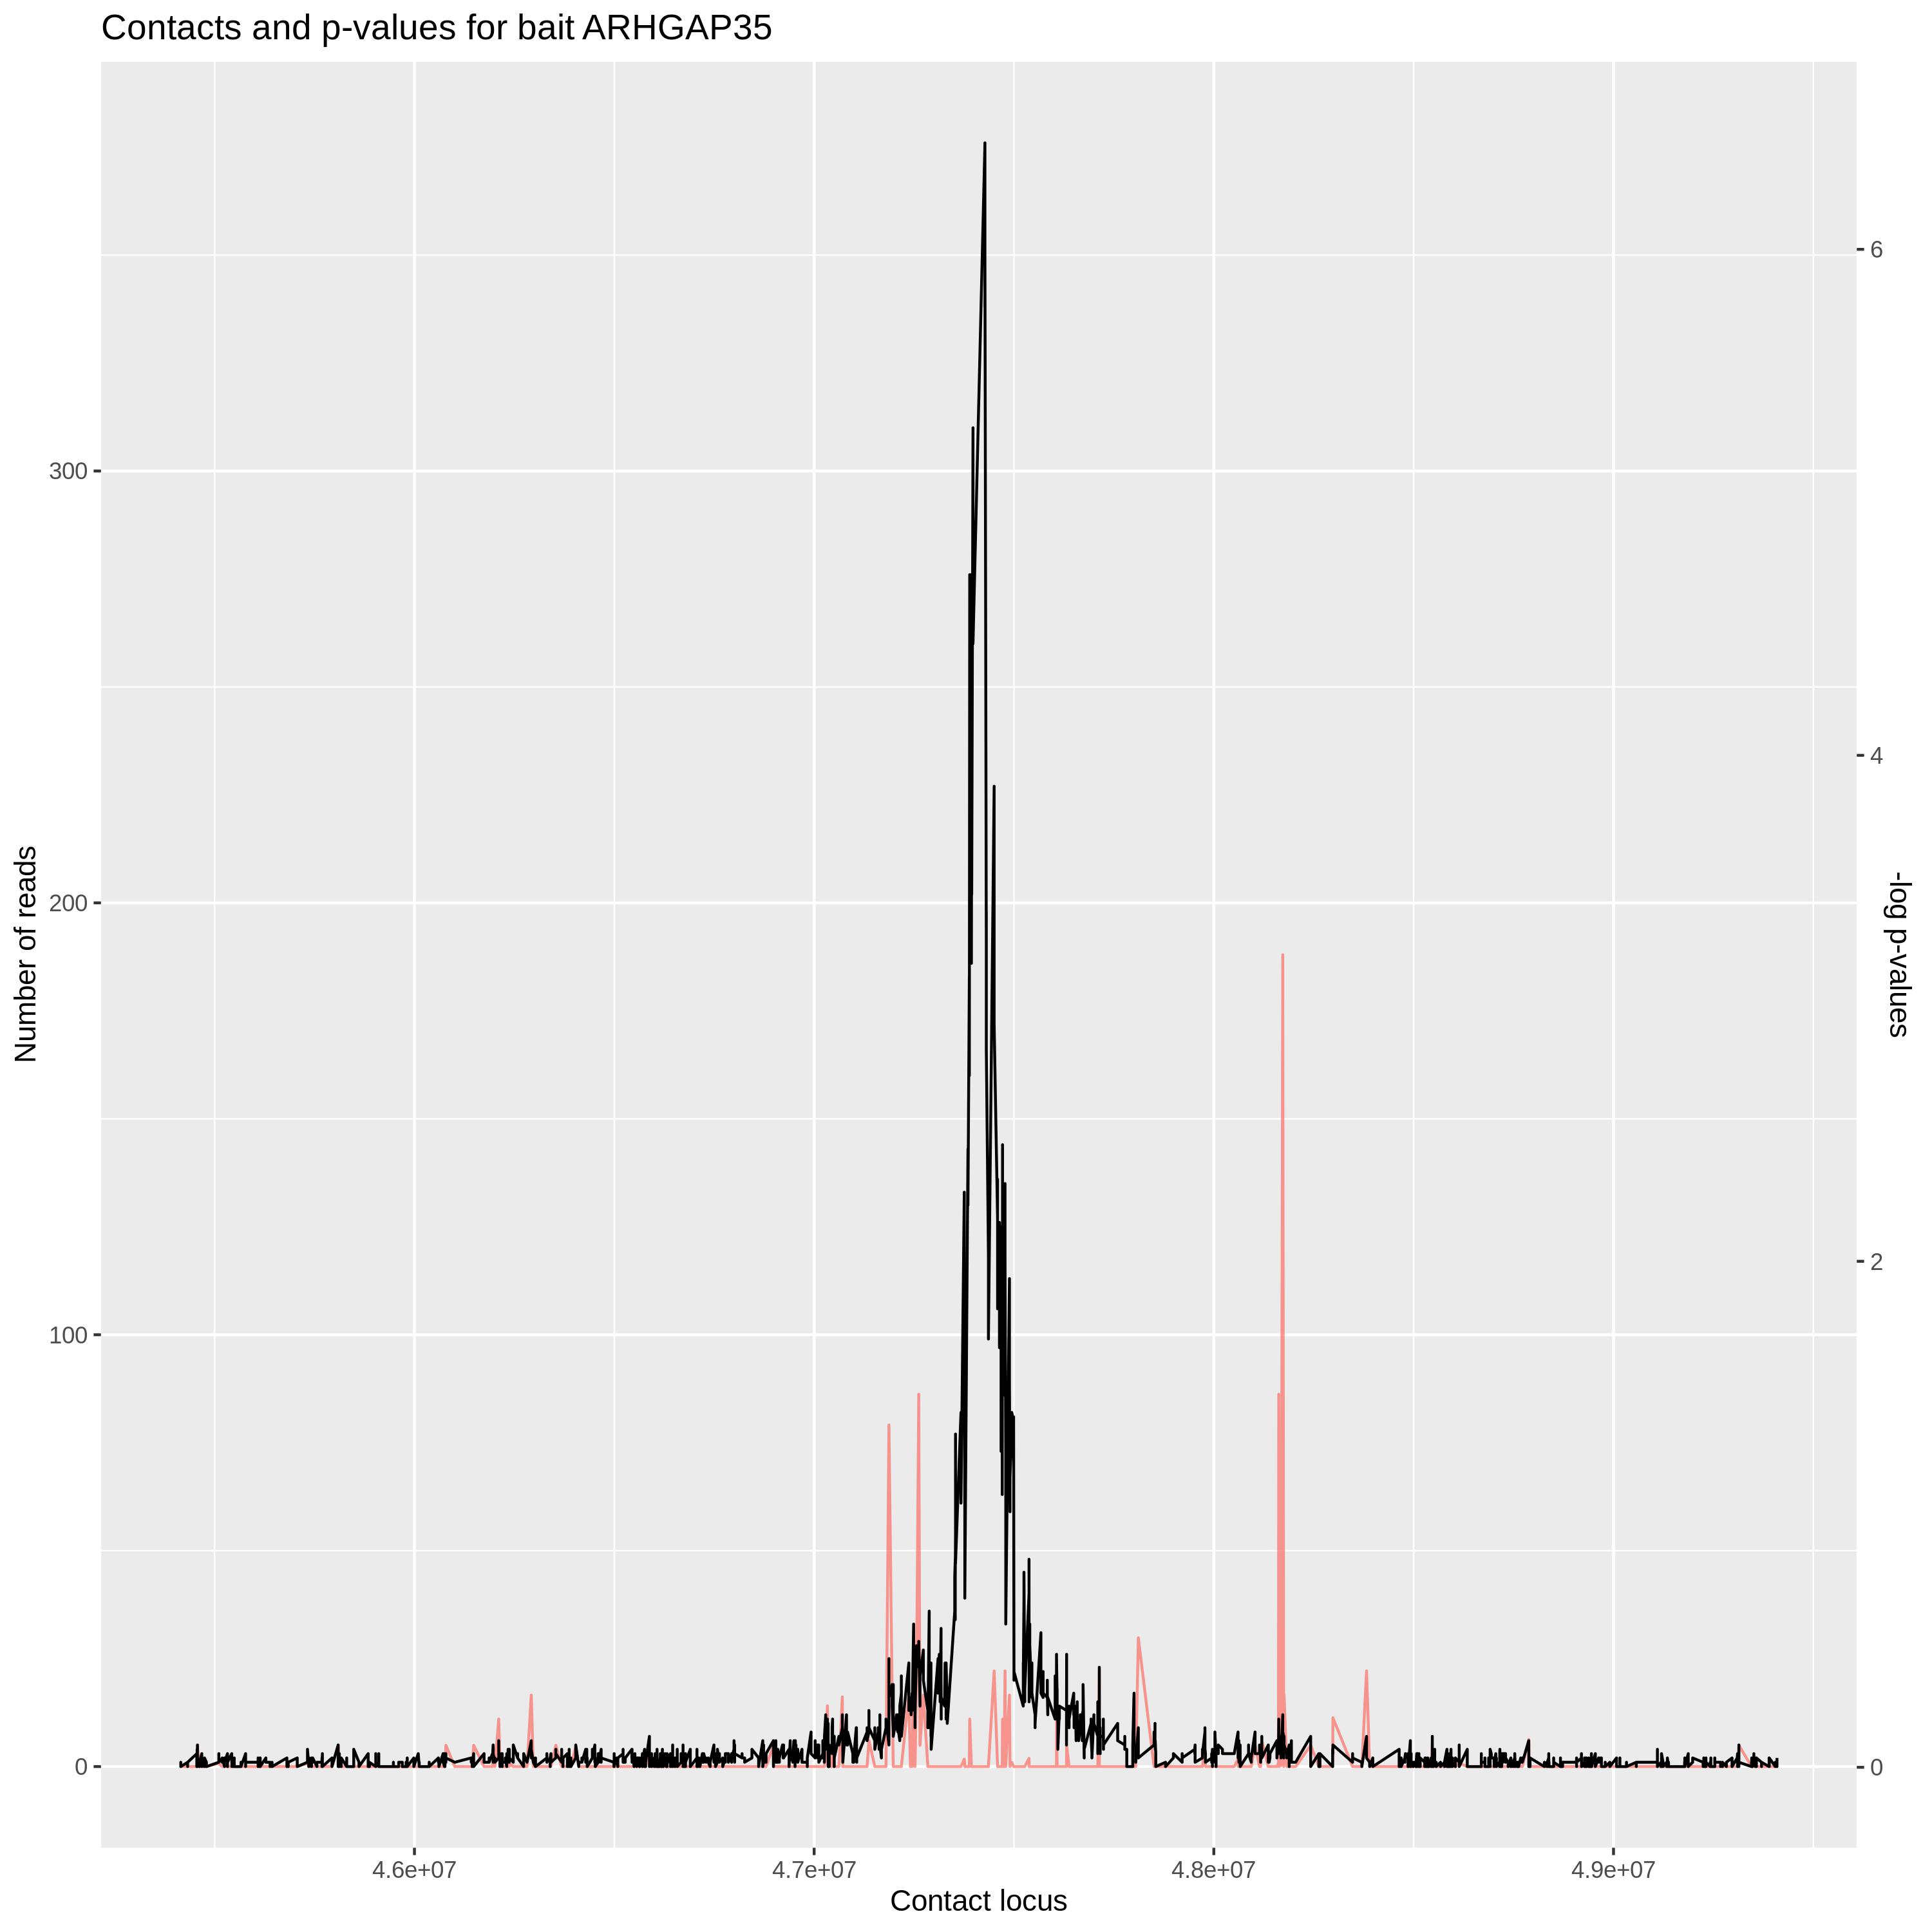 Contacts and p-values for bait ARHGAP35
300
200
100
0
Number of reads
6
4
2
0
-log p-values
4.6e+07
4.7e+07
4.8e+07
4.9e+07
Contact locus